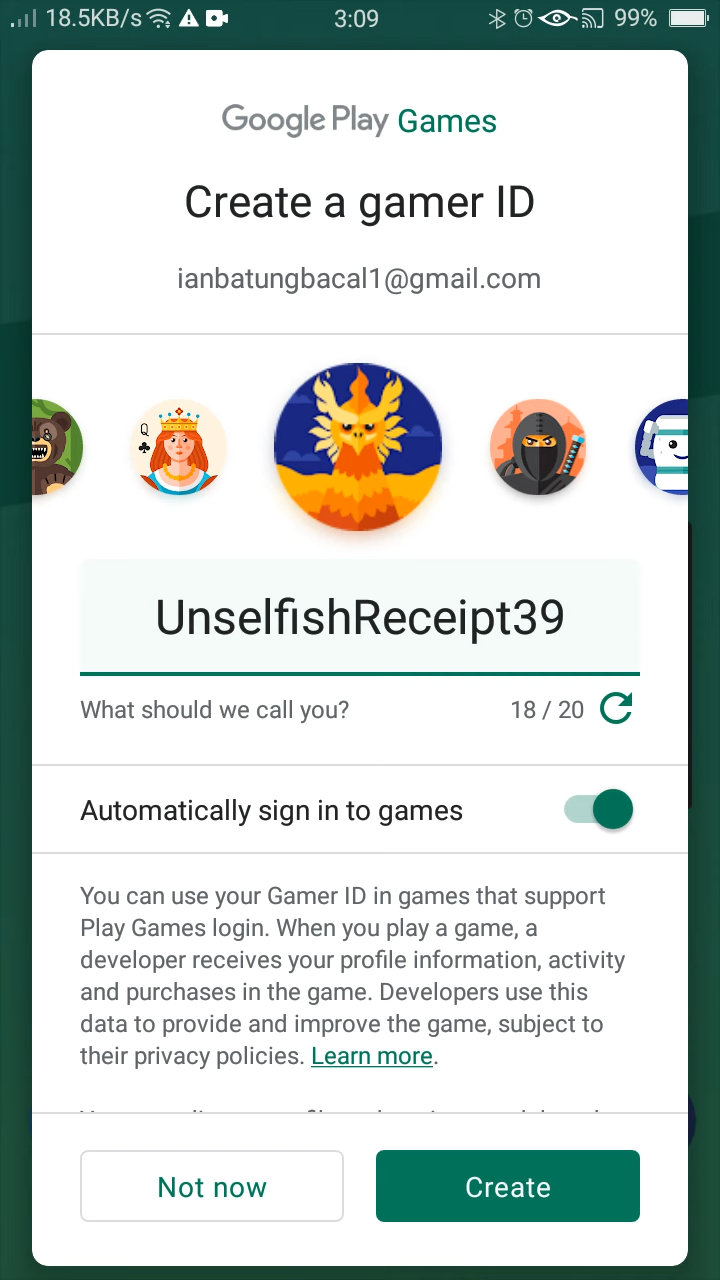 18.5KB/s 3:09 99%
Google Play Games
Create a gamer ID
ianbatungbacal1@gmail.com
Q
UnselfishReceipt39
What should we call you? 18 / 20
Automatically sign in to games
You can use your Gamer ID in games that support
Play Games login. When you play a game, a
developer receives your profile information, activity
and purchases in the game. Developers use this
data to provide and improve the game, subject to
their privacy policies. Learn more.
Not now Create